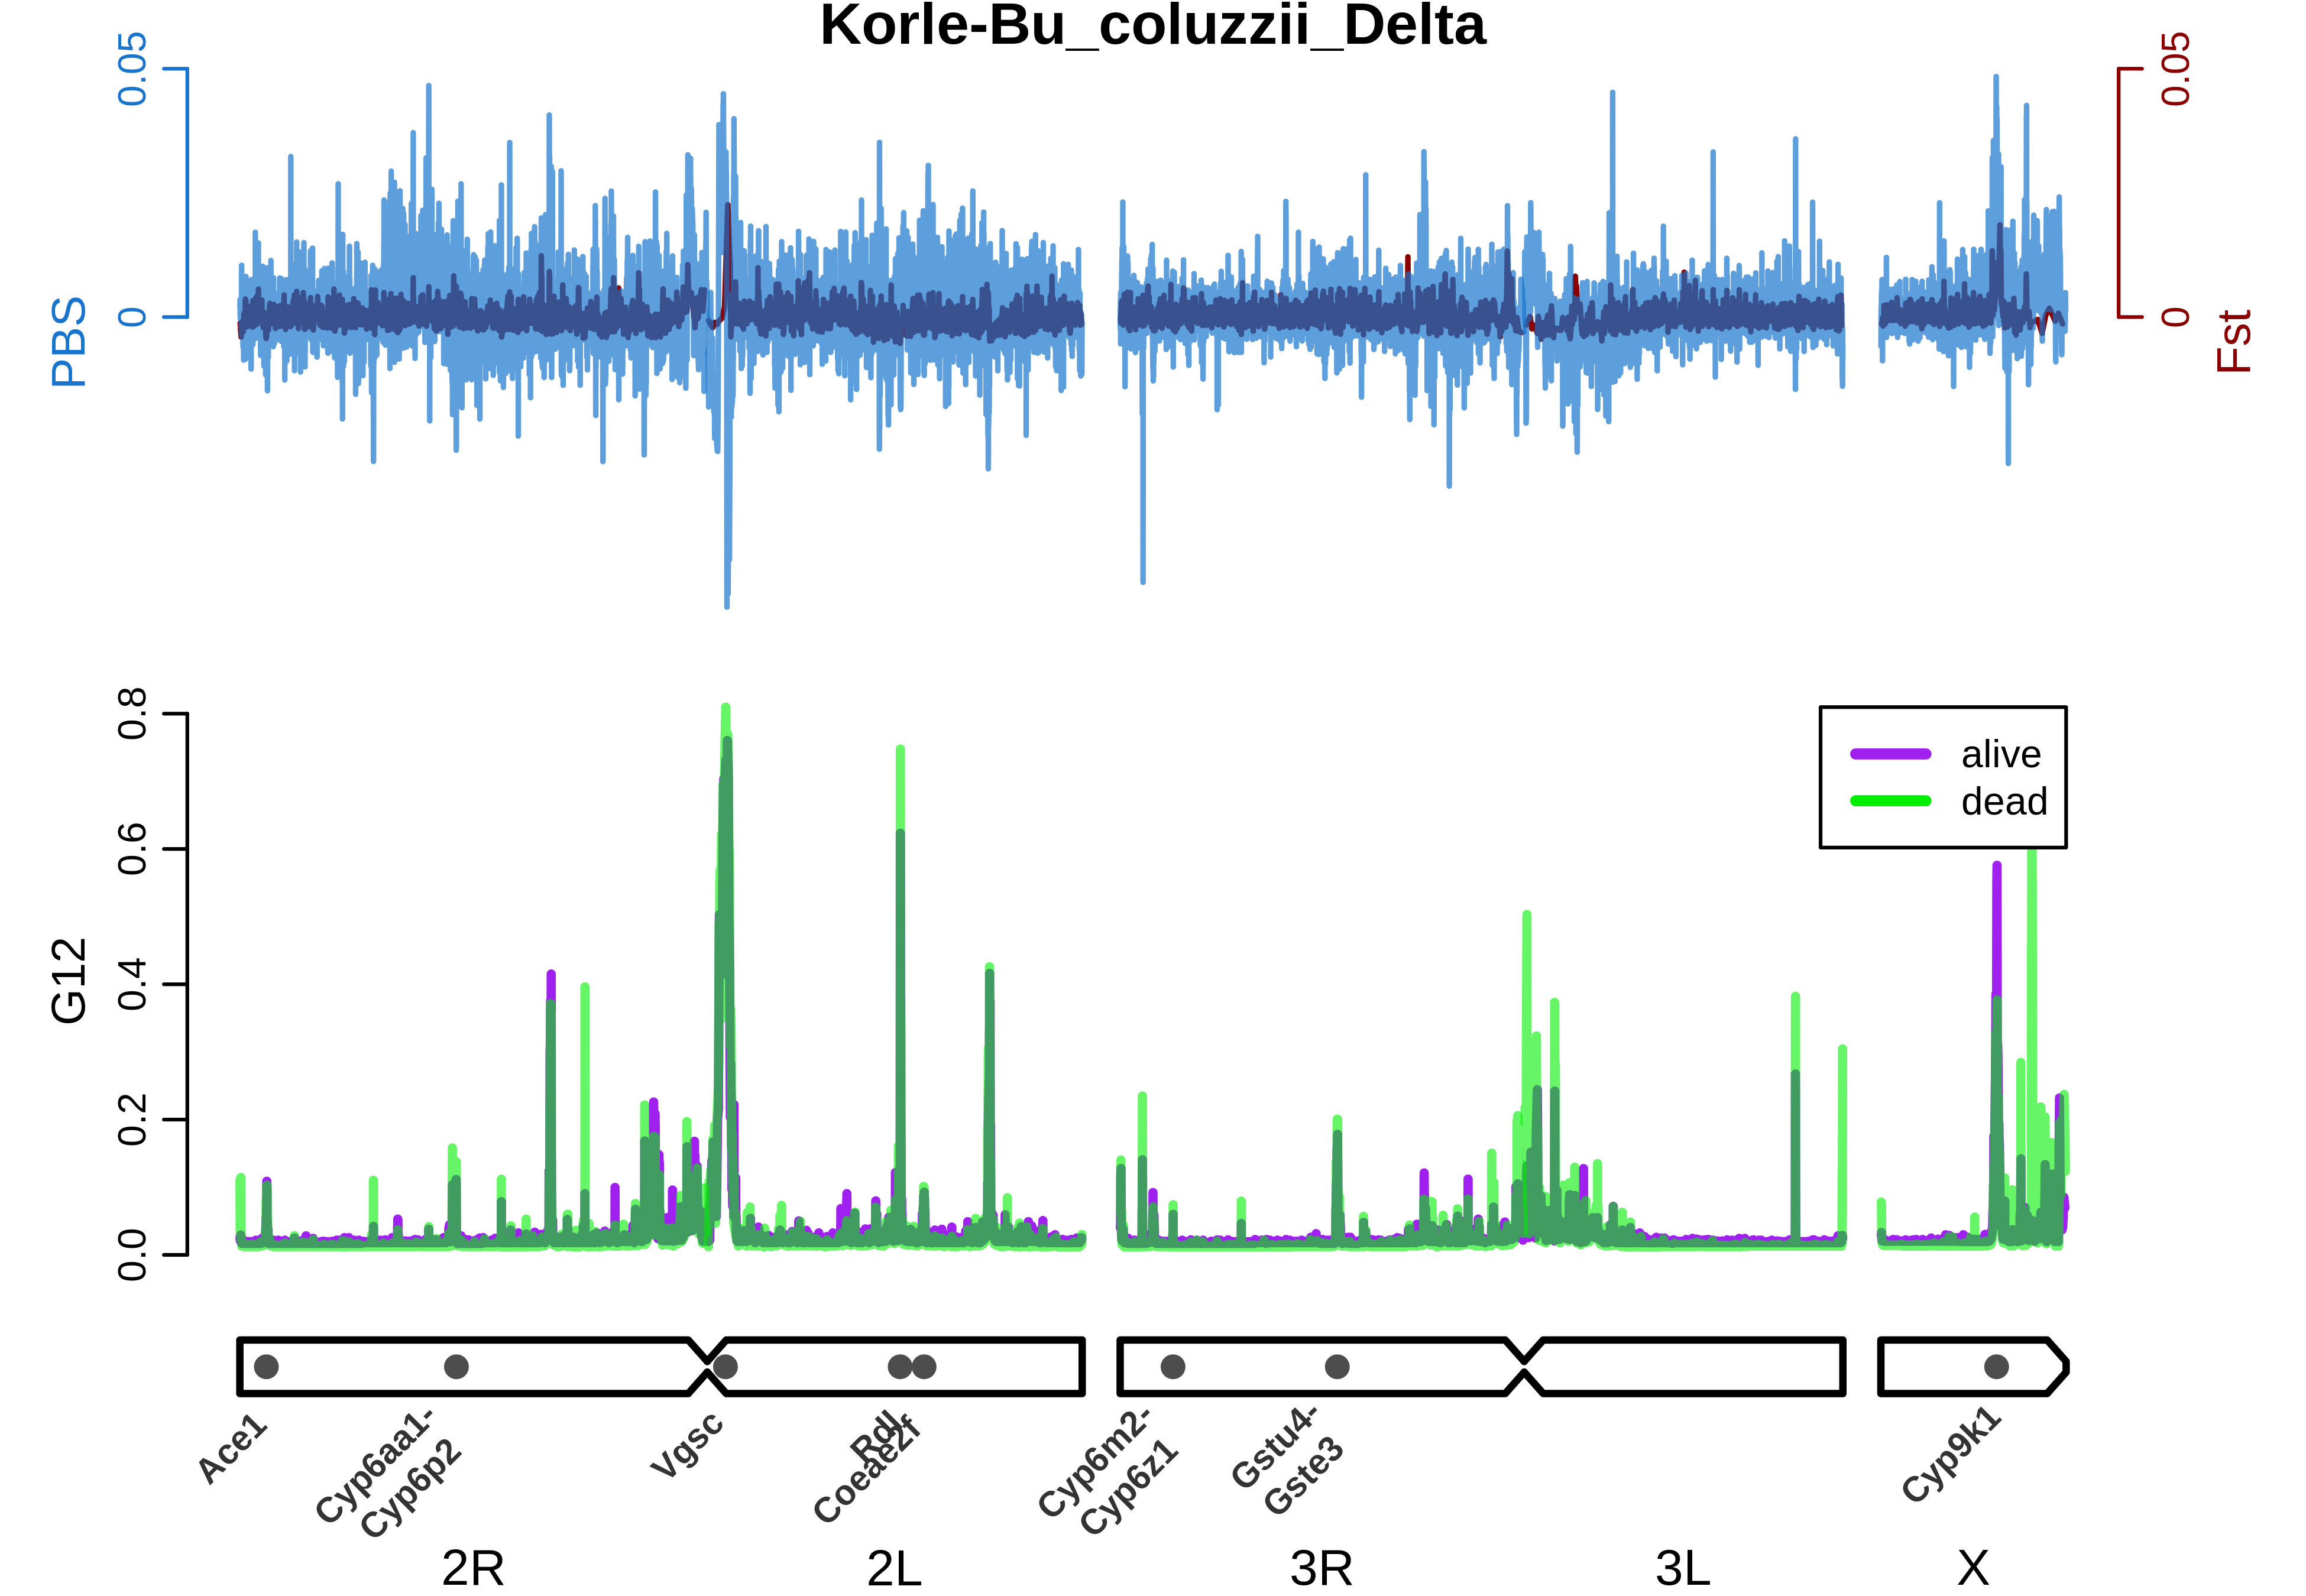 Korle-Bu_coluzzii_Delta
0.05
0
PBS
0.05
0
Fst
0.8
0.6
0.4
0.2
0.0
G12
alive
dead
Ace1
Cyp6aa1-
Cyp6p2
Vgsc
Rdl
Coeae2f
Cyp6m2-
Cyp6z1
Gstu4-
Gste3
Cyp9k1
2R
2L
3R
3L
X